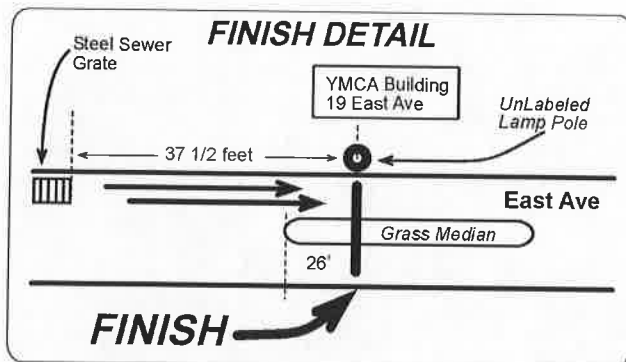 FINISH DETAIL
Steel Sewer
Grate
YMCA Building
19 East Ave
UnLabeled
Lamp Pole
37 1/2 feet
East Ave
Grass Median
26'
FINISH